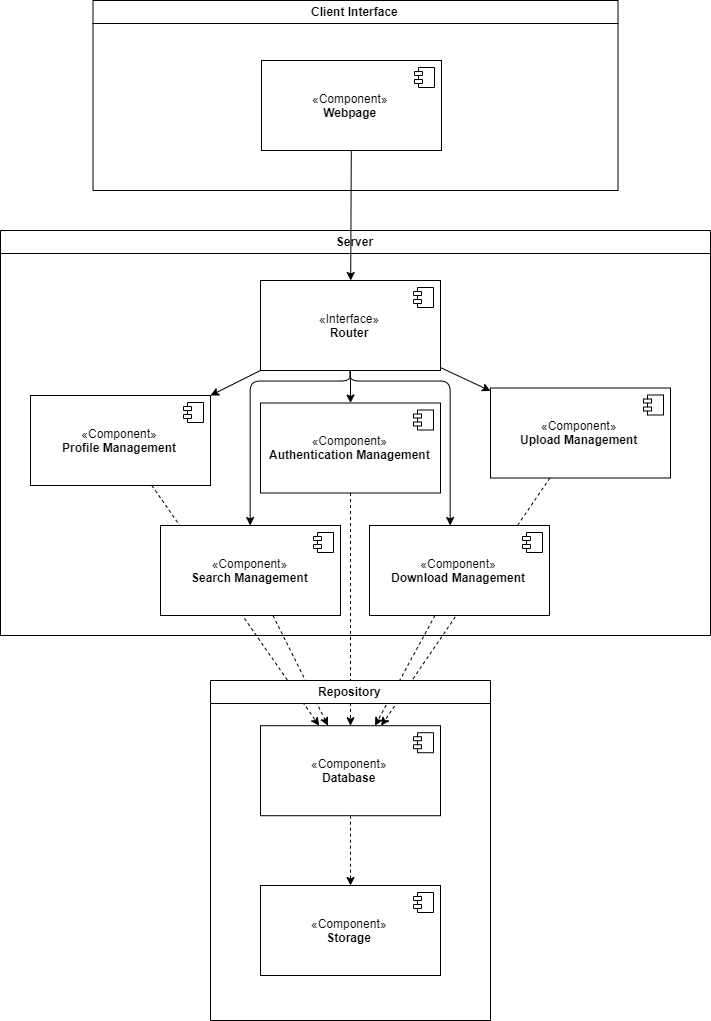 Client Interface
«Component»
Webpage
Server
«Interface»
Router
«Component»
Profile Management
«Component»
Authentication Management
«Component»
Upload Management
«Component»
Search Management
«Component»
Download Management
Repository
«Component»
Database
«Component»
Storage